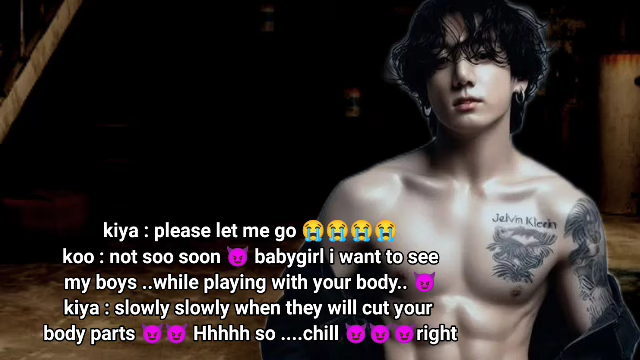 Jelvin Klein
kiya : please let me go 😭😭😭😭
koo : not soo soon 😈 babygirl i want to see
my boys ..while playing with your body.. 😈
kiya : slowly slowly when they will cut your
body parts 😈😈 Hhhhh so ....chill 😈😈😈right